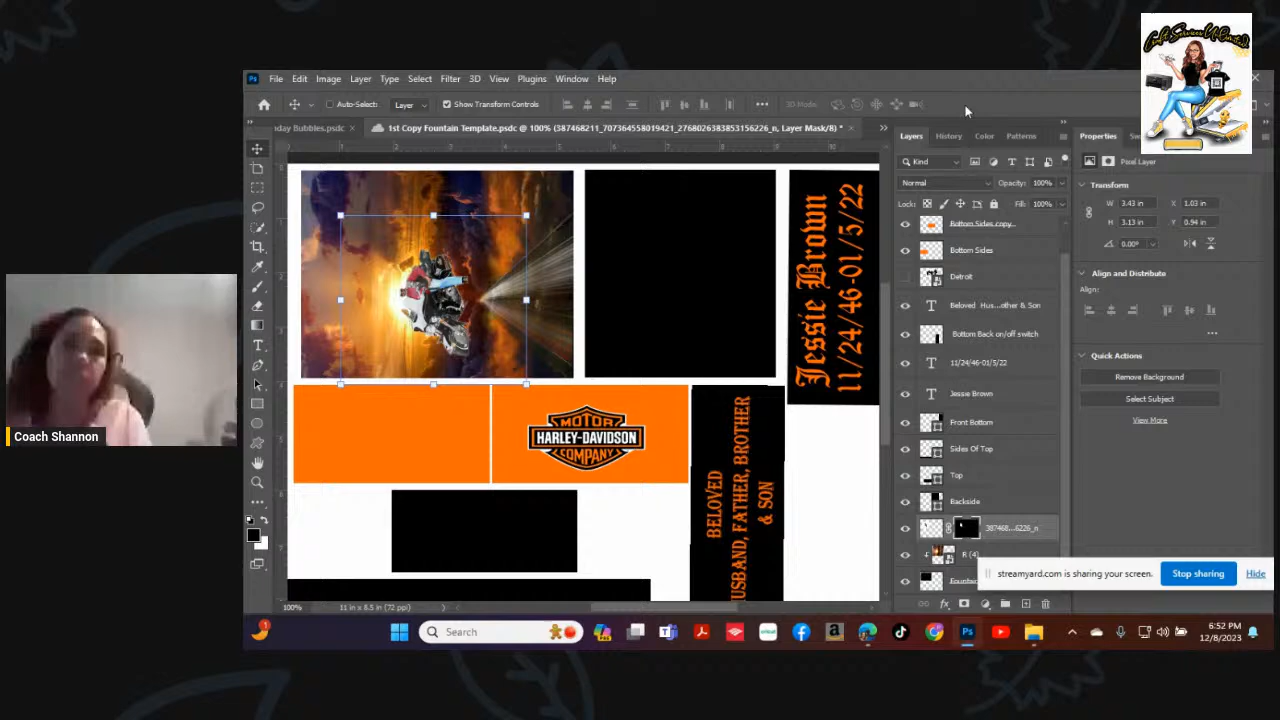 Craft Services Unlimited
Ps File Edit Image Layer Type Select Filter 3D View Plugins Window Help
Auto-Select: Layer Show Transform Controls 3D Mode:
day Bubbles.psdc 1st Copy Fountain Template.psdc @ 100% (387468211_707364558019421_2768026383853156226_n, Layer Mask/8) *
Layers History Color Paths Patterns Properties
Kind
Pixel Layer
Normal Opacity: 100%
Transform
Lock: Fill: 100%
W 3.43 in X 1.03 in
H 3.13 in Y 0.94 in
0.00°
Bottom Sides copy
Bottom Sides
Detroit
Beloved Hus...other & Son
Bottom Back on/off switch
11/24/46-01/5/22
Jessie Brown
Front Bottom
Sides Of Top
Top
Backside
387468...6226_n
R (4)
Align and Distribute
Align:
Quick Actions
Remove Background
Select Subject
View More
Jessie Brown
11/24/46-01/5/22
MOTOR
HARLEY-DAVIDSON
COMPANY
BELOVED
HUSBAND, FATHER, BROTHER
& SON
Coach Shannon
streamyard.com is sharing your screen. Stop sharing Hide
100% 11 in x 8.5 in (72 ppi)
Search
6:52 PM
12/8/2023